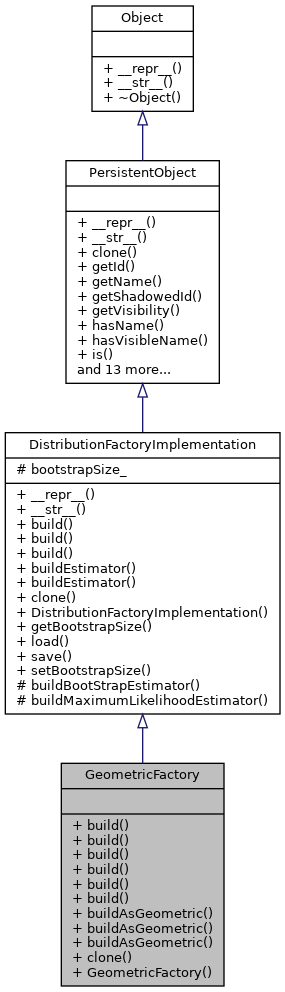 Object
+ __repr__()
+ __str__()
+ ~Object()
PersistentObject
+ __repr__()
+ __str__()
+ clone()
+ getId()
+ getName()
+ getShadowedId()
+ getVisibility()
+ hasName()
+ hasVisibleName()
+ is()
and 13 more...
DistributionFactoryImplementation
# bootstrapSize_
+ __repr__()
+ __str__()
+ build()
+ build()
+ build()
+ buildEstimator()
+ buildEstimator()
+ clone()
+ DistributionFactoryImplementation()
+ getBootstrapSize()
+ load()
+ save()
+ setBootstrapSize()
# buildBootStrapEstimator()
# buildMaximumLikelihoodEstimator()
GeometricFactory
+ build()
+ build()
+ build()
+ build()
+ build()
+ build()
+ buildAsGeometric()
+ buildAsGeometric()
+ buildAsGeometric()
+ clone()
+ GeometricFactory()